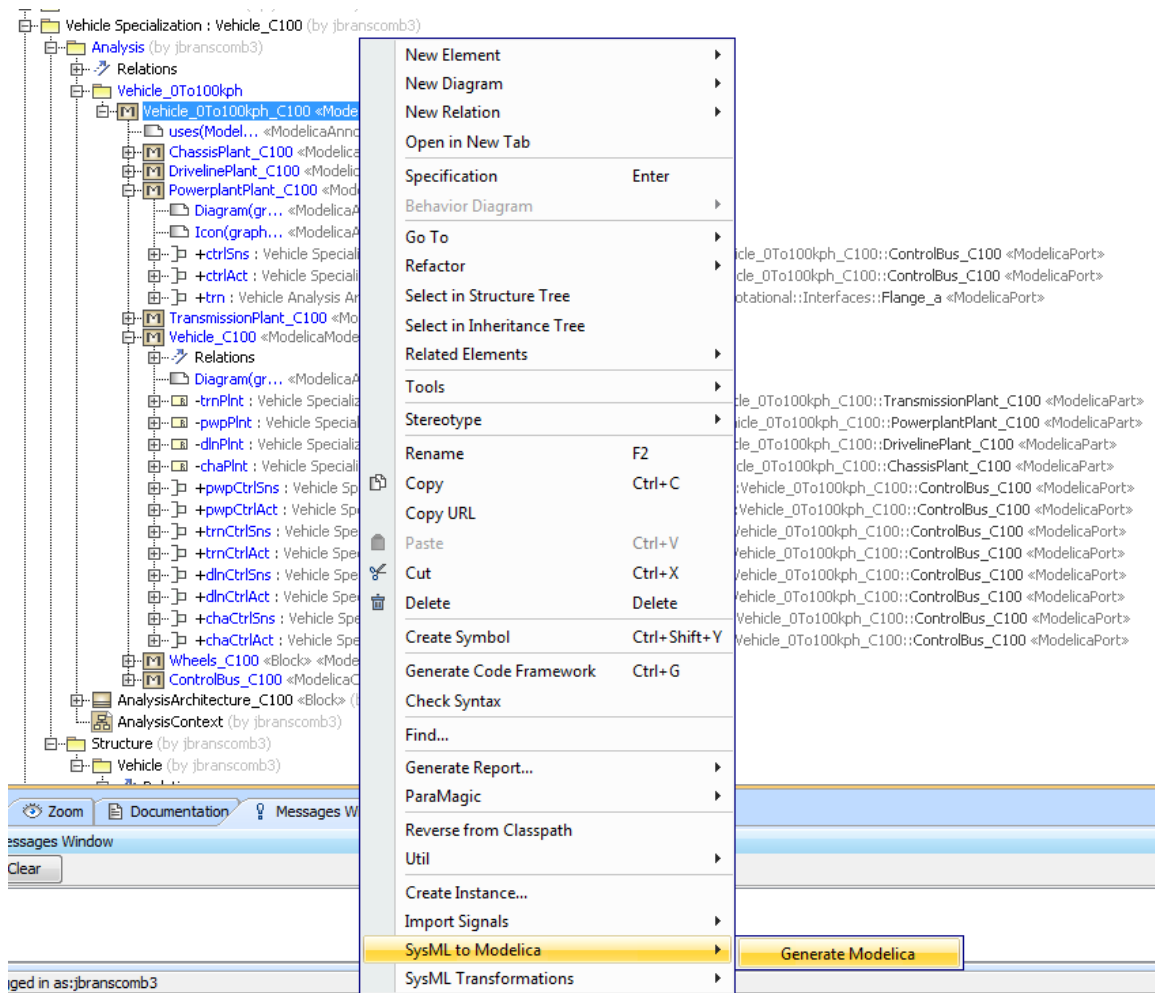 Vehicle Specialization : Vehicle_C100 (by jbranscomb3)
Analysis (by jbranscomb3)
Relations
Vehicle_0To100kph
Vehicle_0To100kph_C100 «Mode
uses(Model... «ModelicaAnno
ChassisPlant_C100 «Modelica
DrivelinePlant_C100 «Modelic
PowerplantPlant_C100 «Mod
Diagram(gr... «ModelicaA
Icon(graph... «ModelicaA
+ctrlSns : Vehicle Speciali
icle_0To100kph_C100::ControlBus_C100 «ModelicaPort»
+ctrlAct : Vehicle Speciali
cle_0To100kph_C100::ControlBus_C100 «ModelicaPort»
+trn : Vehicle Analysis Ar
otational::Interfaces::Flange_a «ModelicaPort»
TransmissionPlant_C100 «Mo
Vehicle_C100 «ModelicaMode
Relations
Diagram(gr... «ModelicaA
-trnPlnt : Vehicle Specializ
cle_0To100kph_C100::TransmissionPlant_C100 «ModelicaPart»
-pwpPlnt : Vehicle Special
icle_0To100kph_C100::PowerplantPlant_C100 «ModelicaPart»
-dlnPlnt : Vehicle Specializ
cle_0To100kph_C100::DrivelinePlant_C100 «ModelicaPart»
-chaPlnt : Vehicle Speciali
cle_0To100kph_C100::ChassisPlant_C100 «ModelicaPart»
+pwpCtrlSns : Vehicle Sp
:Vehicle_0To100kph_C100::ControlBus_C100 «ModelicaPort»
+pwpCtrlAct : Vehicle Spe
:Vehicle_0To100kph_C100::ControlBus_C100 «ModelicaPort»
+trnCtrlSns : Vehicle Spe
Vehicle_0To100kph_C100::ControlBus_C100 «ModelicaPort»
+trnCtrlAct : Vehicle Spec
Vehicle_0To100kph_C100::ControlBus_C100 «ModelicaPort»
+dlnCtrlSns : Vehicle Spe
Vehicle_0To100kph_C100::ControlBus_C100 «ModelicaPort»
+dlnCtrlAct : Vehicle Spec
Vehicle_0To100kph_C100::ControlBus_C100 «ModelicaPort»
+chaCtrlSns : Vehicle Spe
Vehicle_0To100kph_C100::ControlBus_C100 «ModelicaPort»
+chaCtrlAct : Vehicle Spe
Vehicle_0To100kph_C100::ControlBus_C100 «ModelicaPort»
Wheels_C100 «Block» «Mode
ControlBus_C100 «ModelicaC
AnalysisArchitecture_C100 «Block» (
AnalysisContext (by jbranscomb3)
Structure (by jbranscomb3)
Vehicle (by jbranscomb3)
New Element
New Diagram
New Relation
Open in New Tab
Specification Enter
Behavior Diagram
Go To
Refactor
Select in Structure Tree
Select in Inheritance Tree
Related Elements
Tools
Stereotype
Rename F2
Copy Ctrl+C
Copy URL
Paste Ctrl+V
Cut Ctrl+X
Delete Delete
Create Symbol Ctrl+Shift+Y
Generate Code Framework Ctrl+G
Check Syntax
Find...
Generate Report...
ParaMagic
Reverse from Classpath
Util
Create Instance...
Import Signals
SysML to Modelica
Generate Modelica
SysML Transformations
Zoom Documentation Messages W
essages Window
Clear
ged in as:jbranscomb3